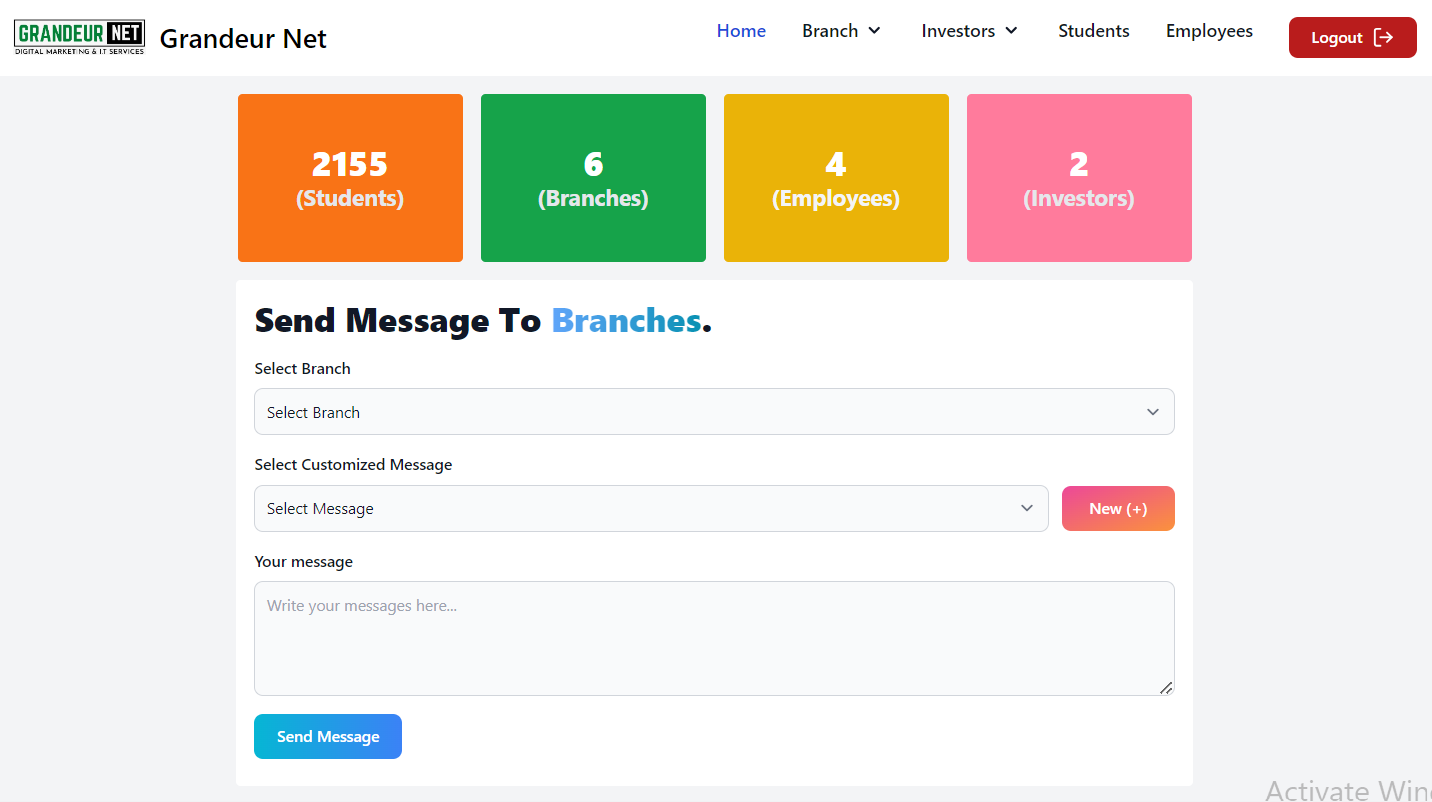 GRANDEUR NET
DIGITAL MARKETING & I.T SERVICES
Grandeur Net
Home Branch Investors Students Employees Logout
2155 6 4 2
(Students) (Branches) (Employees) (Investors)
Send Message To Branches.
Select Branch
Select Branch
Select Customized Message
Select Message New (+)
Your message
Write your messages here...
Send Message
Activate Win